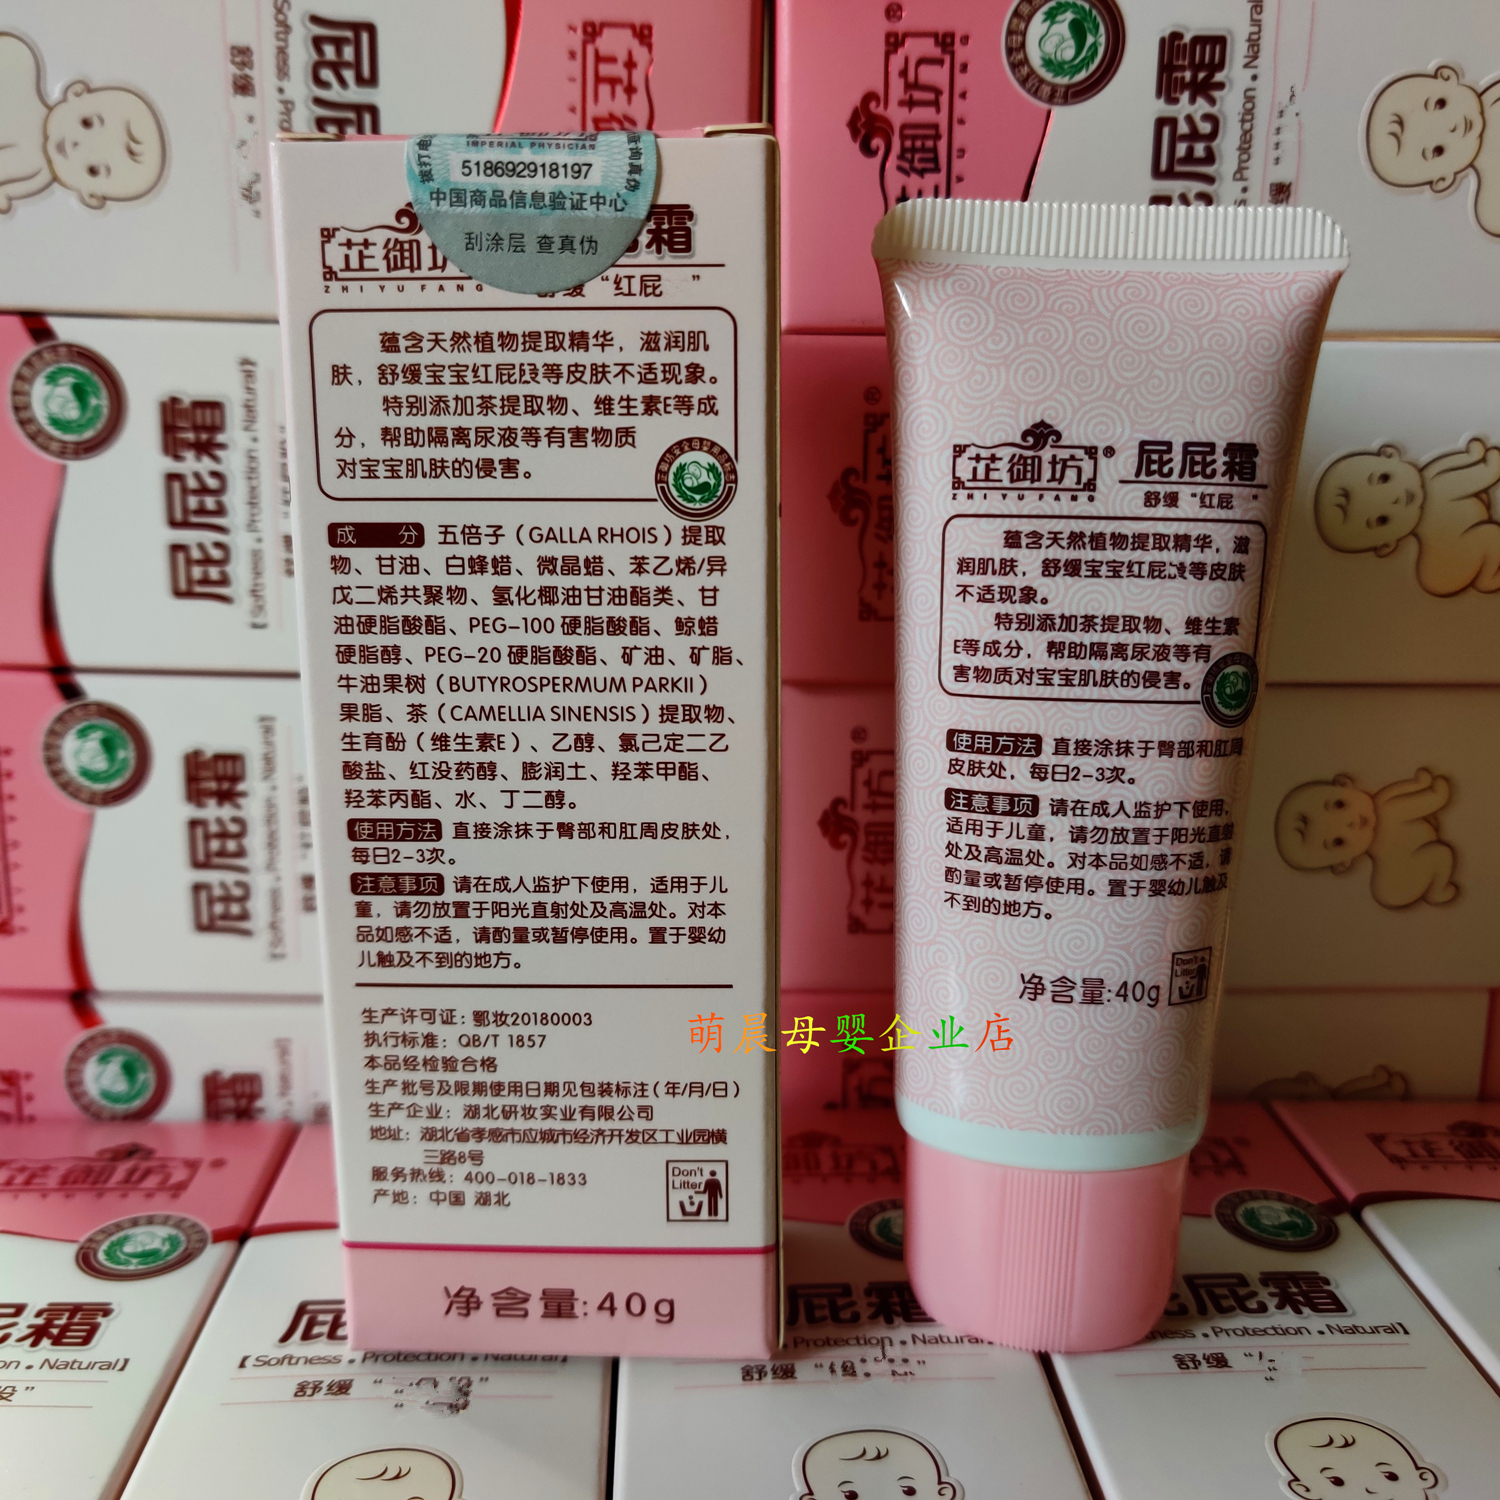 IMPERIAL PHYSICIAN
518692918197
中国商品信息验证中心
刮涂层 查真伪
芷御坊
霜
ZHI YU FANG
舒缓“红屁 ”
蕴含天然植物提取精华，滋润肌
肤，舒缓宝宝红屁 等皮肤不适现象。
特别添加茶提取物、维生素E等成
分，帮助隔离尿液等有害物质
对宝宝肌肤的侵害。
成 分 五倍子（GALLA RHOIS）提取
物、甘油、白蜂蜡、微晶蜡、苯乙烯/异
戊二烯共聚物、氢化椰油甘油酯类、甘
油硬脂酸酯、PEG-100 硬脂酸酯、鲸蜡
硬脂醇、PEG-20 硬脂酸酯、矿油、矿脂、
牛油果树（BUTYROSPERMUM PARKII）
果脂、茶（CAMELLIA SINENSIS）提取物、
生育酚（维生素E）、乙醇、氯己定二乙
酸盐、红没药醇、膨润土、羟苯甲酯、
羟苯丙酯、水、丁二醇。
使用方法 直接涂抹于臀部和肛周皮肤处，
每日2-3次。
注意事项 请在成人监护下使用，适用于儿
童，请勿放置于阳光直射处及高温处。对本
品如感不适，请酌量或暂停使用。置于婴幼
儿触及不到的地方。
生产许可证：鄂妆20180003
执行标准：QB/T 1857
本品经检验合格
生产批号及限期使用日期见包装标注（年/月/日）
生产企业：湖北研妆实业有限公司
地址：湖北省孝感市应城市经济开发区工业园横
三路8号
服务热线：400-018-1833
产地：中国 湖北
Don't
Litter
净含量:40g
芷御坊® 屁屁霜
ZHI YU FANG
舒缓“红屁 ”
蕴含天然植物提取精华，滋
润肌肤，舒缓宝宝红屁 等皮肤
不适现象。
特别添加茶提取物、维生素
E等成分，帮助隔离尿液等有
害物质对宝宝肌肤的侵害。
使用方法 直接涂抹于臀部和肛周
皮肤处，每日2-3次。
注意事项 请在成人监护下使用，
适用于儿童，请勿放置于阳光直射
处及高温处。对本品如感不适，请
酌量或暂停使用。置于婴幼儿触及
不到的地方。
净含量:40g
Don't
Litter
萌晨母婴企业店
屁屁霜
【Softness.Protection.Natural】
屁屁霜
屁屁霜
.Protection.Natural】
舒缓“
【Softness.Protection.Natural】
舒缓“
Protection.Natural】
舒缓“